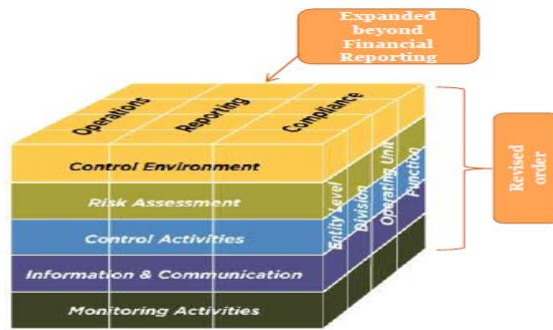 Expanded
beyond
Financial
Reporting
Operations
Reporting
Compliance
Control Environment
Risk Assessment
Control Activities
Information & Communication
Monitoring Activities
Entity Level
Division
Operating Unit
Function
Revised
order